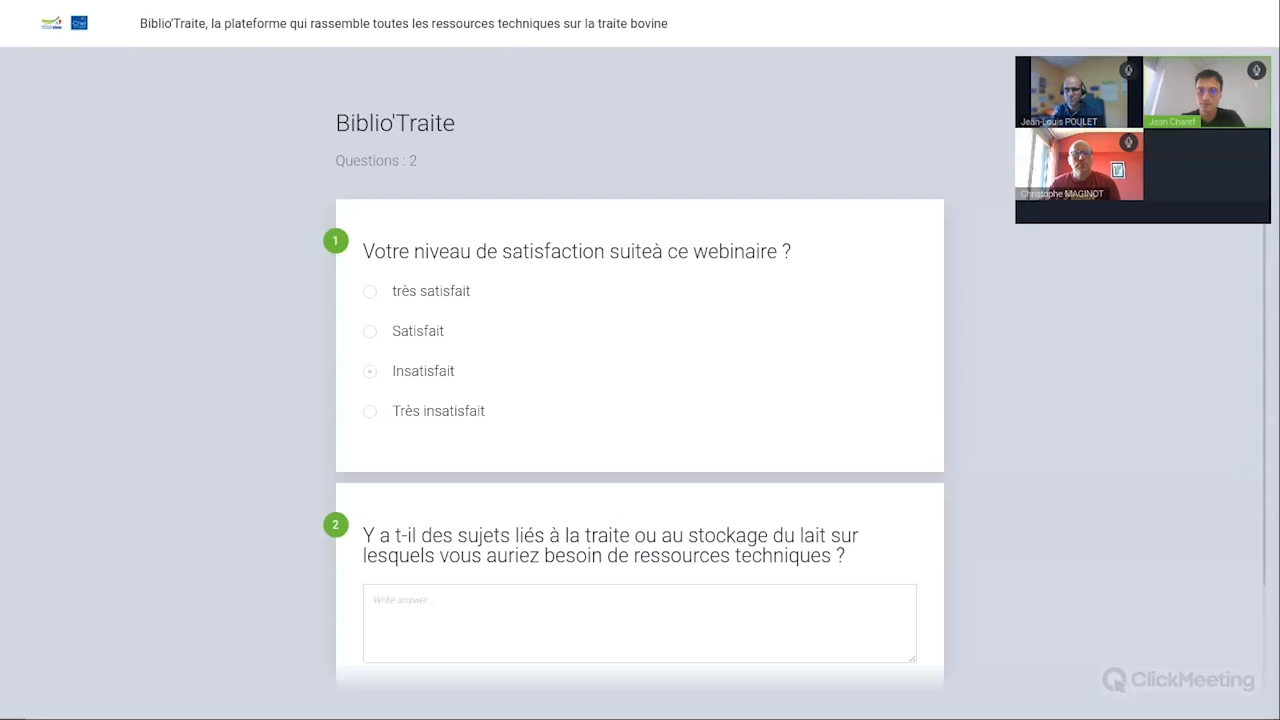 Biblio'Traite, la plateforme qui rassemble toutes les ressources techniques sur la traite bovine
Jean-Louis POULET
Jean Charef
Christophe MAGINOT
Biblio'Traite
Questions : 2
1
Votre niveau de satisfaction suiteà ce webinaire ?
très satisfait
Satisfait
Insatisfait
Très insatisfait
2
Y a t-il des sujets liés à la traite ou au stockage du lait sur
lesquels vous auriez besoin de ressources techniques ?
Write answer...
ClickMeeting